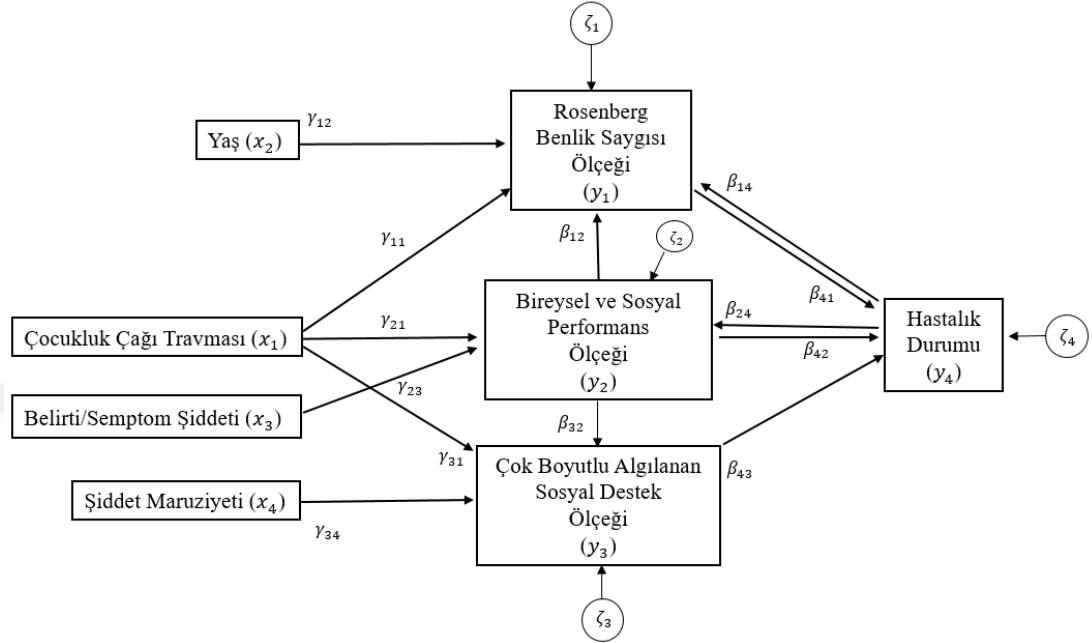 ζ₁
Rosenberg
Benlik Saygısı
Ölçeği
(y₁)
Yaş (x₂)
γ₁₂
β₁₄
γ₁₁
β₁₂
ζ₂
β₄₁
Bireysel ve Sosyal
Performans
Ölçeği
(y₂)
β₂₄
β₄₂
Hastalık
Durumu
(y₄)
ζ₄
Çocukluk Çağı Travması (x₁)
γ₂₁
γ₂₃
Belirti/Semptom Şiddeti (x₃)
β₃₂
γ₃₁
Çok Boyutlu Algılanan
Sosyal Destek
Ölçeği
(y₃)
β₄₃
Şiddet Maruziyeti (x₄)
γ₃₄
ζ₃